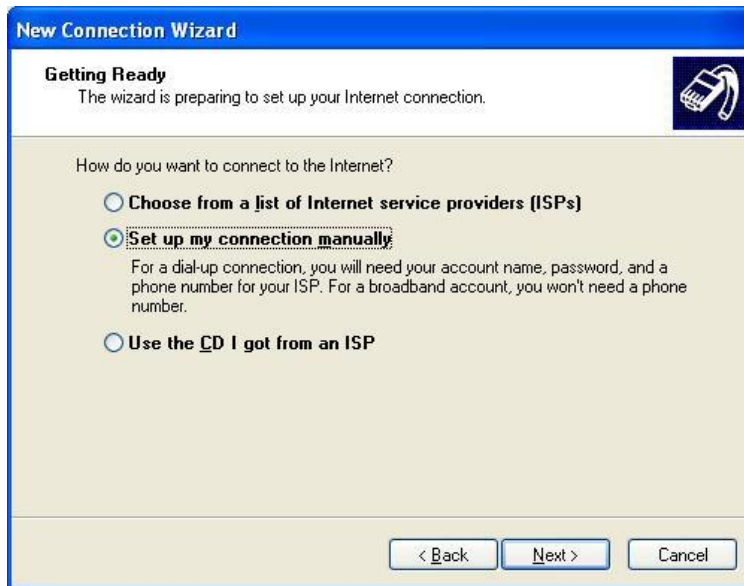 New Connection Wizard
Getting Ready
The wizard is preparing to set up your Internet connection.
How do you want to connect to the Internet?
Choose from a list of Internet service providers (ISPs)
Set up my connection manually
For a dial-up connection, you will need your account name, password, and a
phone number for your ISP. For a broadband account, you won't need a phone
number.
Use the CD I got from an ISP
< Back Next > Cancel